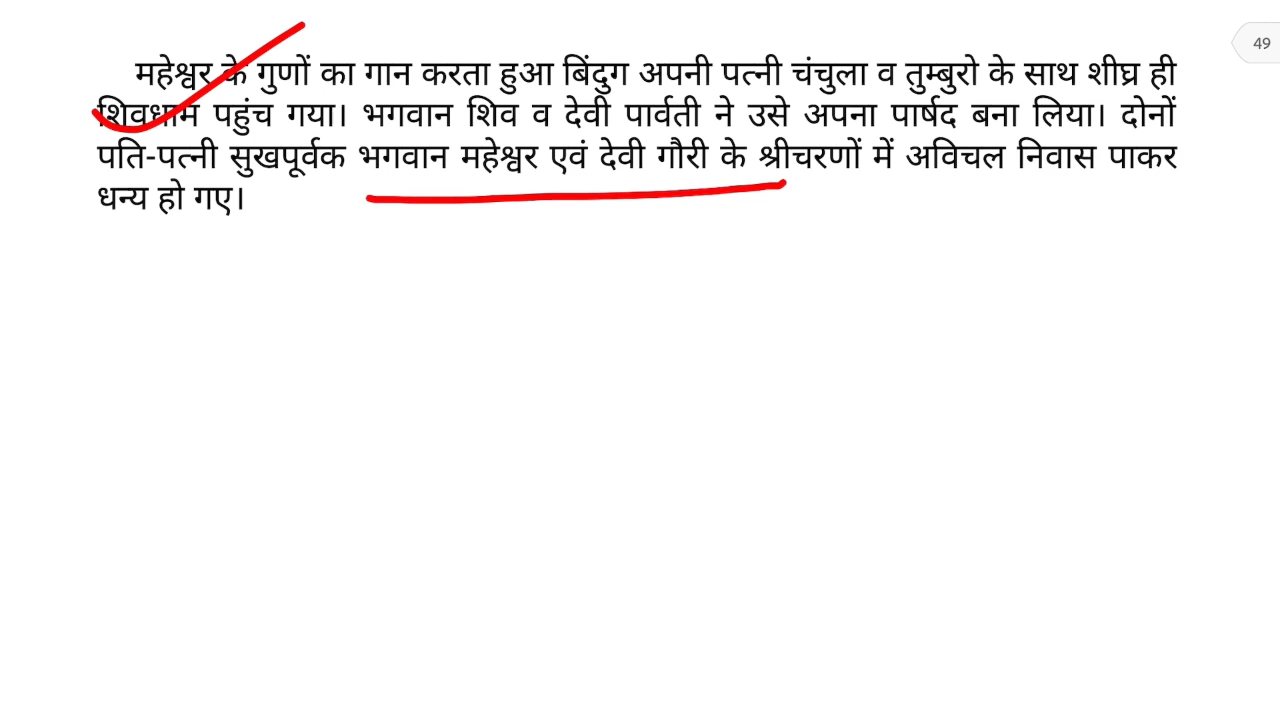 49
महेश्वर के गुणों का गान करता हुआ बिंदुग अपनी पत्नी चंचुला व तुम्बुरो के साथ शीघ्र ही
शिवधाम पहुंच गया। भगवान शिव व देवी पार्वती ने उसे अपना पार्षद बना लिया। दोनों
पति-पत्नी सुखपूर्वक भगवान महेश्वर एवं देवी गौरी के श्रीचरणों में अविचल निवास पाकर
धन्य हो गए।